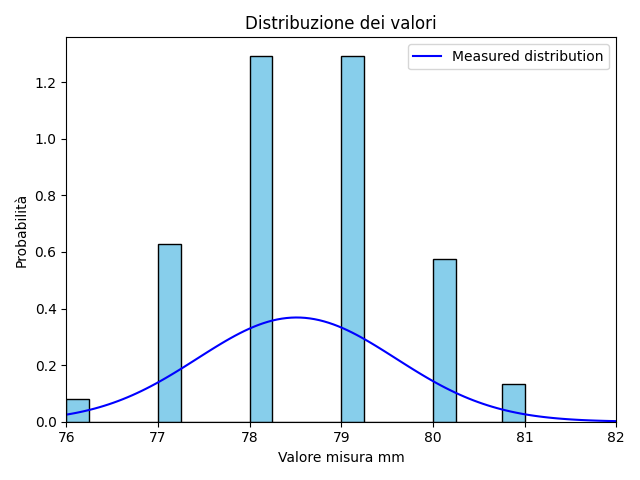 Distribuzione dei valori
Measured distribution
1.2
1.0
0.8
0.6
0.4
0.2
0.0
Probabilità
76 77 78 79 80 81 82
Valore misura mm